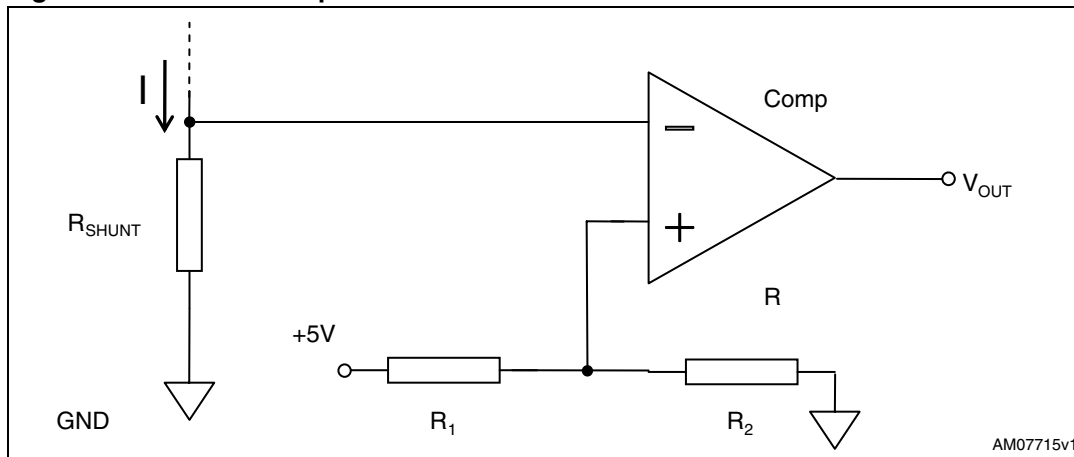 I
Comp
−
V_OUT
R_SHUNT
+
R
+5V
GND
R_1
R_2
AM07715v1